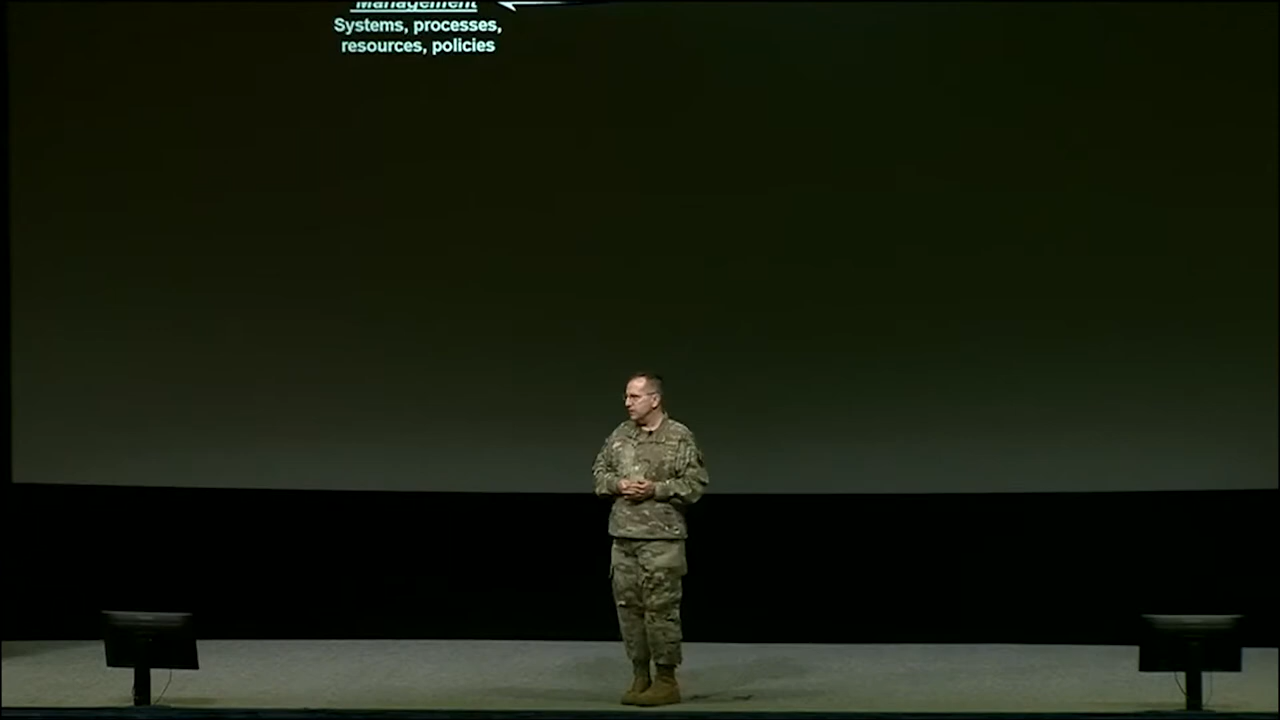 Management
Systems, processes,
resources, policies